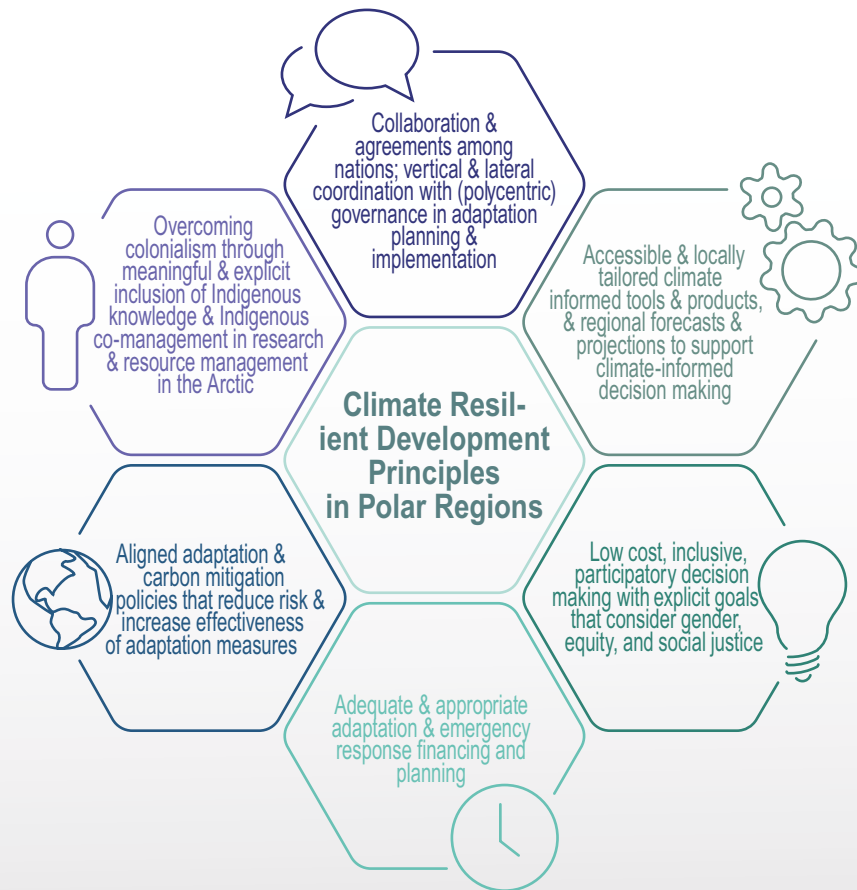 Collaboration &
agreements among
nations; vertical & lateral
coordination with (polycentric)
governance in adaptation
planning &
implementation
Overcoming
colonialism through
meaningful & explicit
inclusion of Indigenous
knowledge & Indigenous
co-management in research
& resource management
in the Arctic
Accessible & locally
tailored climate
informed tools & products,
& regional forecasts &
projections to support
climate-informed
decision making
Climate Resil-
ient Development
Principles
in Polar Regions
Aligned adaptation &
carbon mitigation
policies that reduce risk &
increase effectiveness
of adaptation measures
Low cost, inclusive,
participatory decision
making with explicit goals
that consider gender,
equity, and social justice
Adequate & appropriate
adaptation & emergency
response financing and
planning